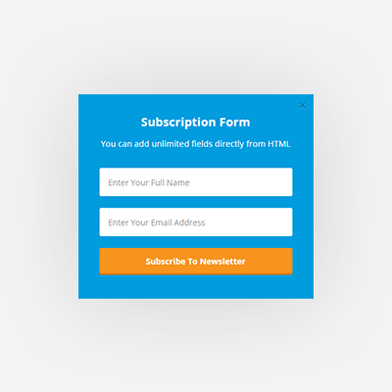 Subscription Form
You can add unlimited fields directly from HTML
Enter Your Full Name
Enter Your Email Address
Subscribe To Newsletter